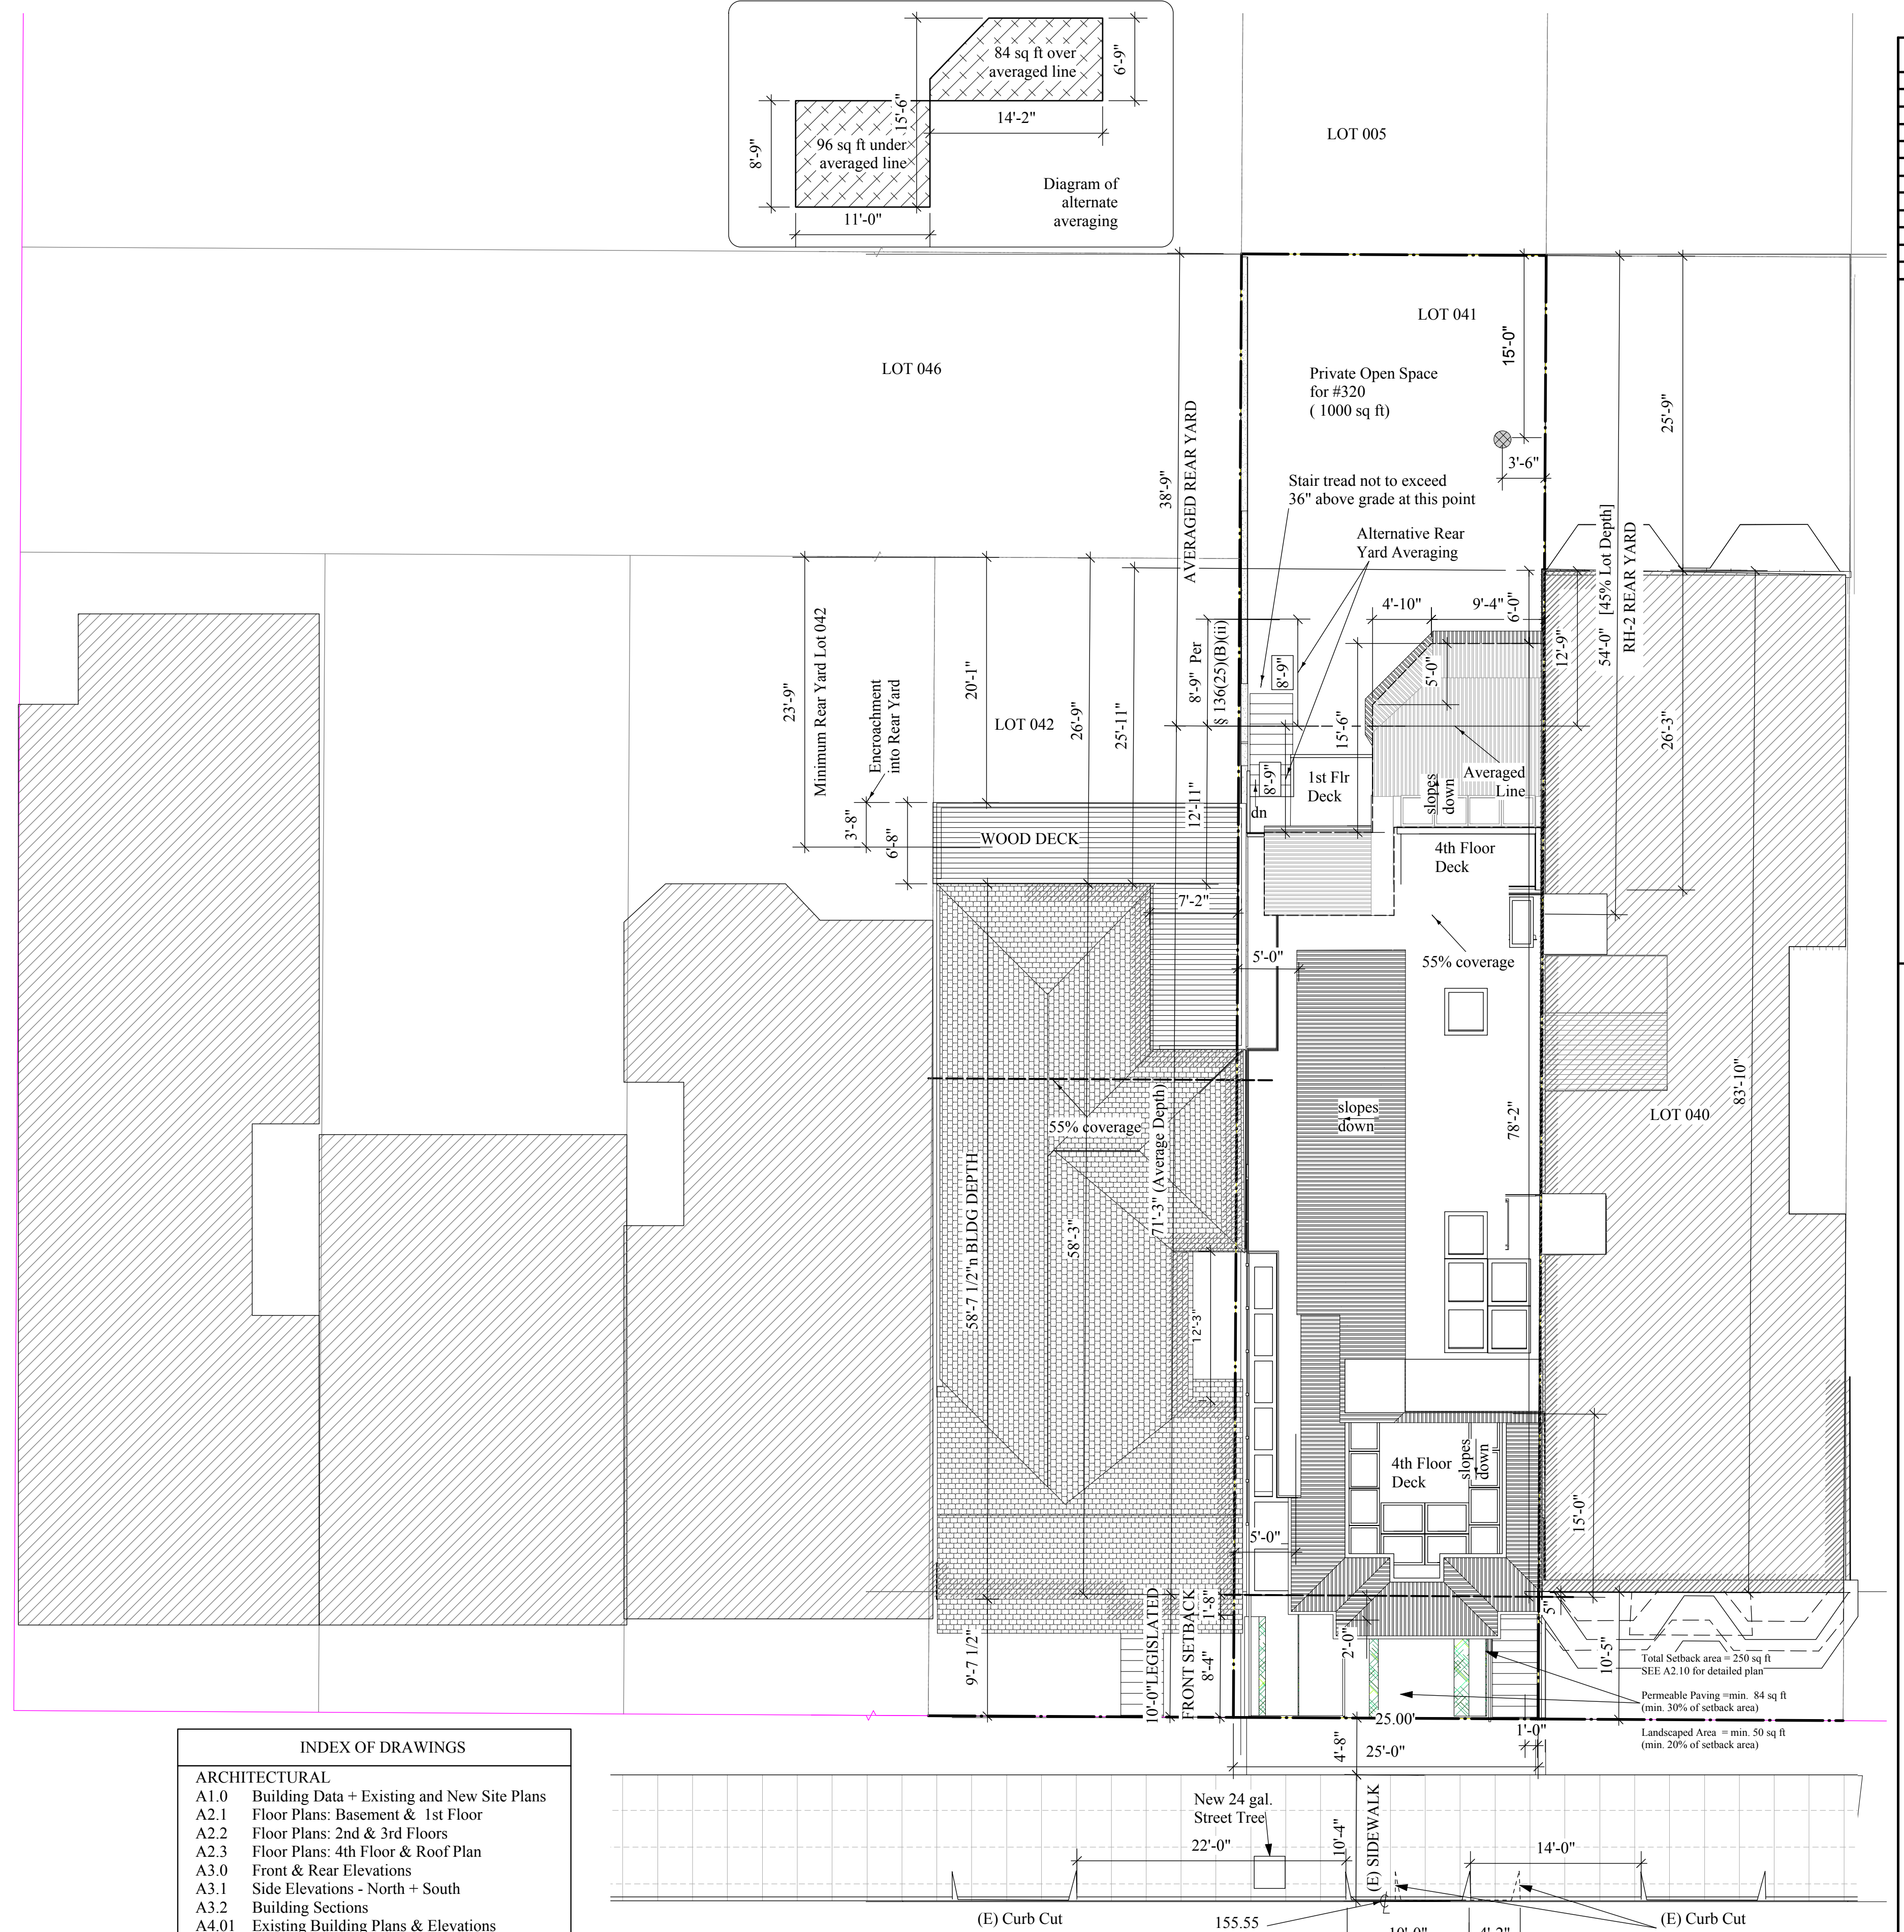 84 sq ft over
averaged line
6'-9"
15'-6"
14'-2"
8'-9"
96 sq ft under
averaged line
11'-0"
Diagram of
alternate
averaging
LOT 005
LOT 046
LOT 041
Private Open Space
for #320
( 1000 sq ft)
15'-0"
3'-6"
25'-9"
38'-9"
AVERAGED REAR YARD
Stair tread not to exceed
36" above grade at this point
Alternative Rear
Yard Averaging
54'-0" [45% Lot Depth]
RH-2 REAR YARD
4'-10"
9'-4"
6'-0"
12'-9"
5'-0"
15'-6"
8'-9" Per
§ 136(25)(B)(ii)
8'-9"
8'-9"
23'-9"
Minimum Rear Yard Lot 042
20'-1"
LOT 042
26'-9"
25'-11"
Encroachment
into Rear Yard
3'-8"
6'-8"
12'-11"
1st Flr
Deck
dn
slopes
down
Averaged
Line
26'-3"
WOOD DECK
4th Floor
Deck
7'-2"
5'-0"
55% coverage
55% coverage
slopes
down
78'-2"
83'-10"
LOT 040
58'-7 1/2"n BLDG DEPTH
58'-3"
71'-3" (Average Depth)
12'-3"
4th Floor
Deck
slopes
down
15'-0"
5'-0"
9'-7 1/2"
10'-0"LEGISLATED
FRONT SETBACK
1'-8"
8'-4"
2'-0"
5"
10'-5"
Total Setback area = 250 sq ft
SEE A2.10 for detailed plan
Permeable Paving =min. 84 sq ft
(min. 30% of setback area)
Landscaped Area = min. 50 sq ft
(min. 20% of setback area)
25.00'
1'-0"
4'-8"
25'-0"
INDEX OF DRAWINGS
ARCHITECTURAL
A1.0 Building Data + Existing and New Site Plans
A2.1 Floor Plans: Basement & 1st Floor
A2.2 Floor Plans: 2nd & 3rd Floors
A2.3 Floor Plans: 4th Floor & Roof Plan
A3.0 Front & Rear Elevations
A3.1 Side Elevations - North + South
A3.2 Building Sections
A4.01 Existing Building Plans & Elevations
New 24 gal.
Street Tree
22'-0"
10'-4"
(E) SIDEWALK
14'-0"
(E) Curb Cut
155.55
10'-0"
4'-2"
(E) Curb Cut